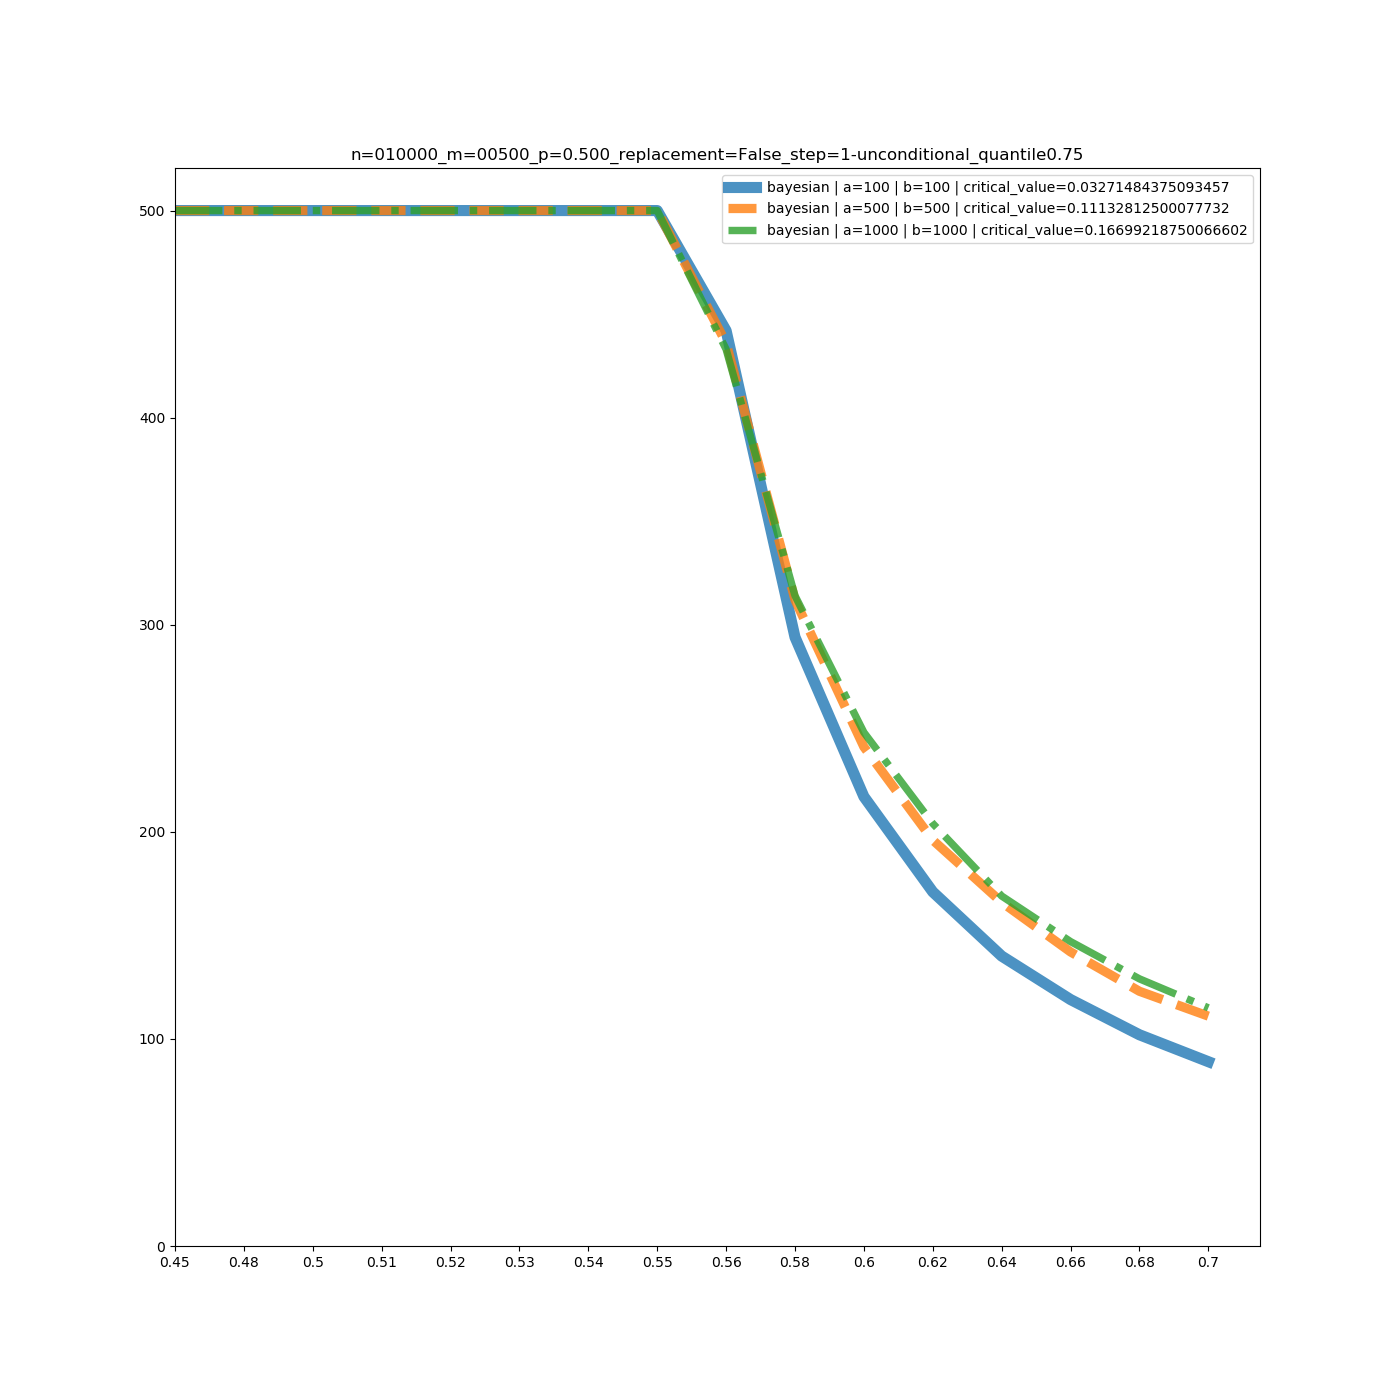 n=010000_m=00500_p=0.500_replacement=False_step=1-unconditional_quantile0.75
bayesian | a=100 | b=100 | critical_value=0.03271484375093457
bayesian | a=500 | b=500 | critical_value=0.11132812500077732
bayesian | a=1000 | b=1000 | critical_value=0.16699218750066602
500
400
300
200
100
0
0.45 0.48 0.5 0.51 0.52 0.53 0.54 0.55 0.56 0.58 0.6 0.62 0.64 0.66 0.68 0.7